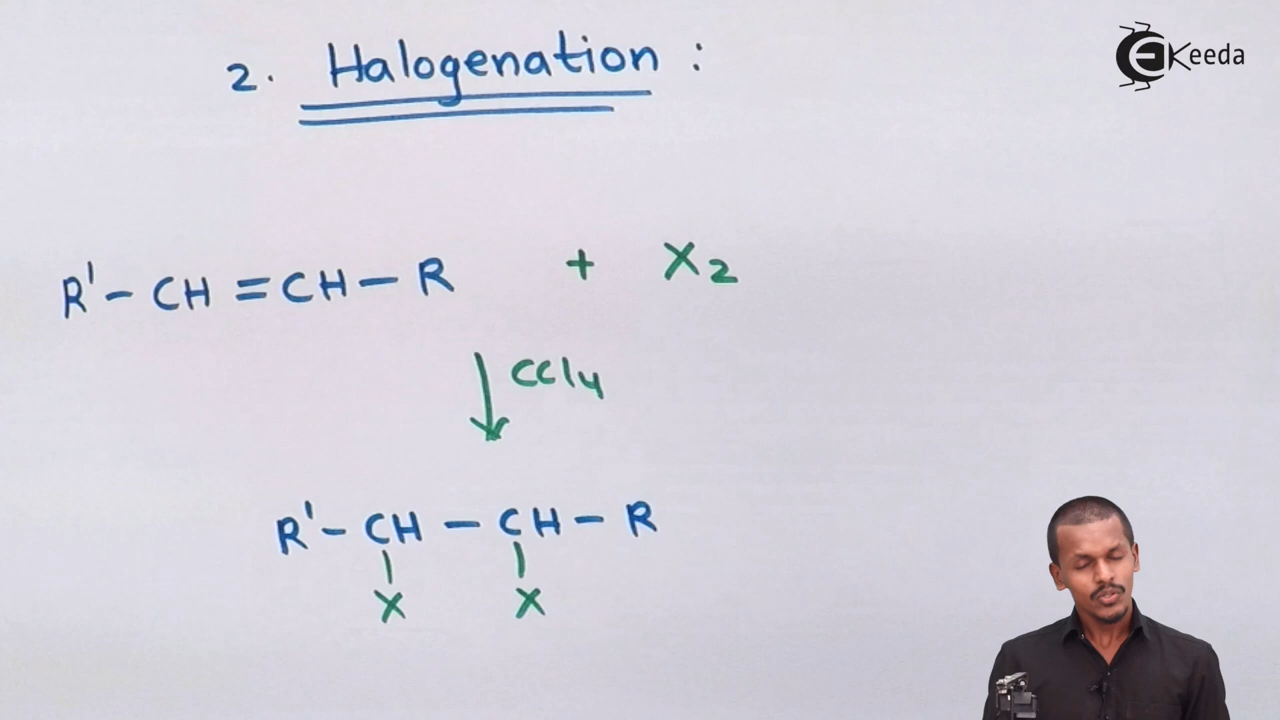 2. Halogenation :
EKeeda
R' - CH = CH - R + X2
CCl4
R' - CH - CH - R
X X